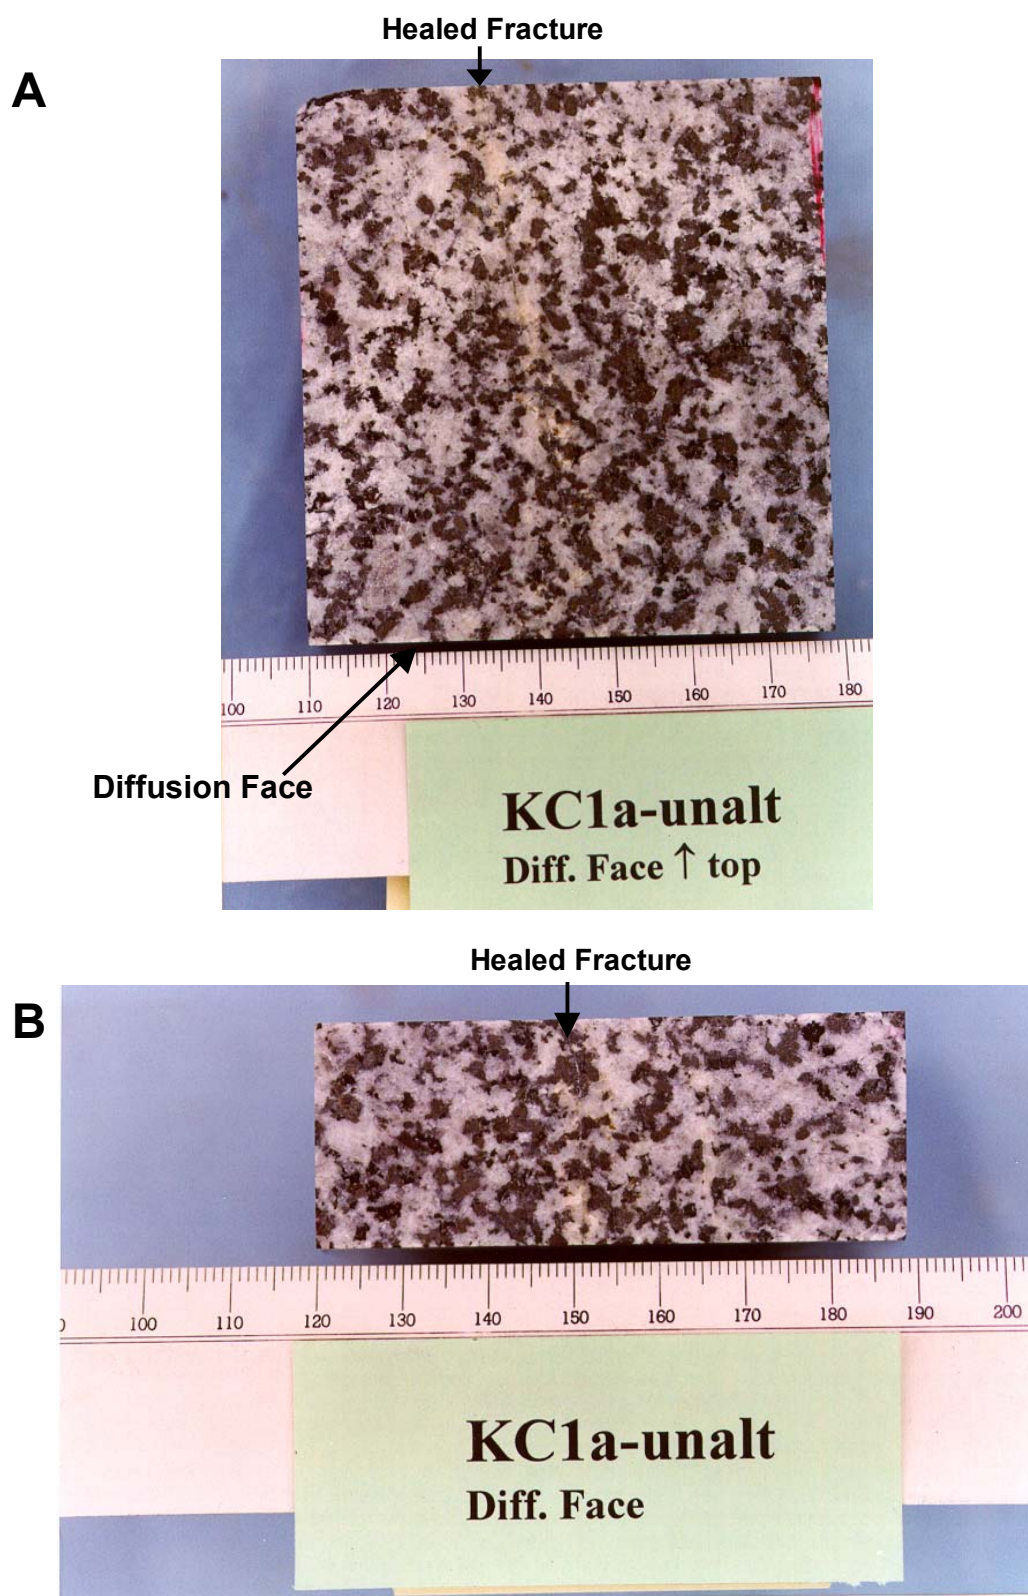 Healed Fracture
A
100 110 120 130 140 150 160 170 180
Diffusion Face
KC1a-unalt
Diff. Face ↑ top
Healed Fracture
B
100 110 120 130 140 150 160 170 180 190 200
KC1a-unalt
Diff. Face